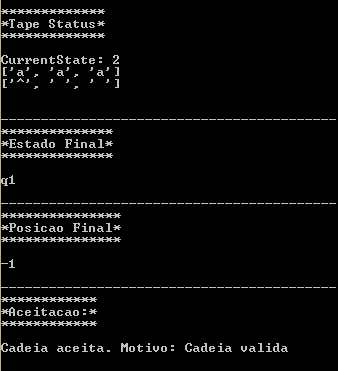 *************
*Tape Status*
*************
CurrentState: 2
['a', 'a', 'a']
['^', ' ', ' ']
------------------------------------------
**************
*Estado Final*
**************
q1
------------------------------------------
***************
*Posicao Final*
***************
-1
------------------------------------------
************
*Aceitacao:*
************
Cadeia aceita. Motivo: Cadeia valida